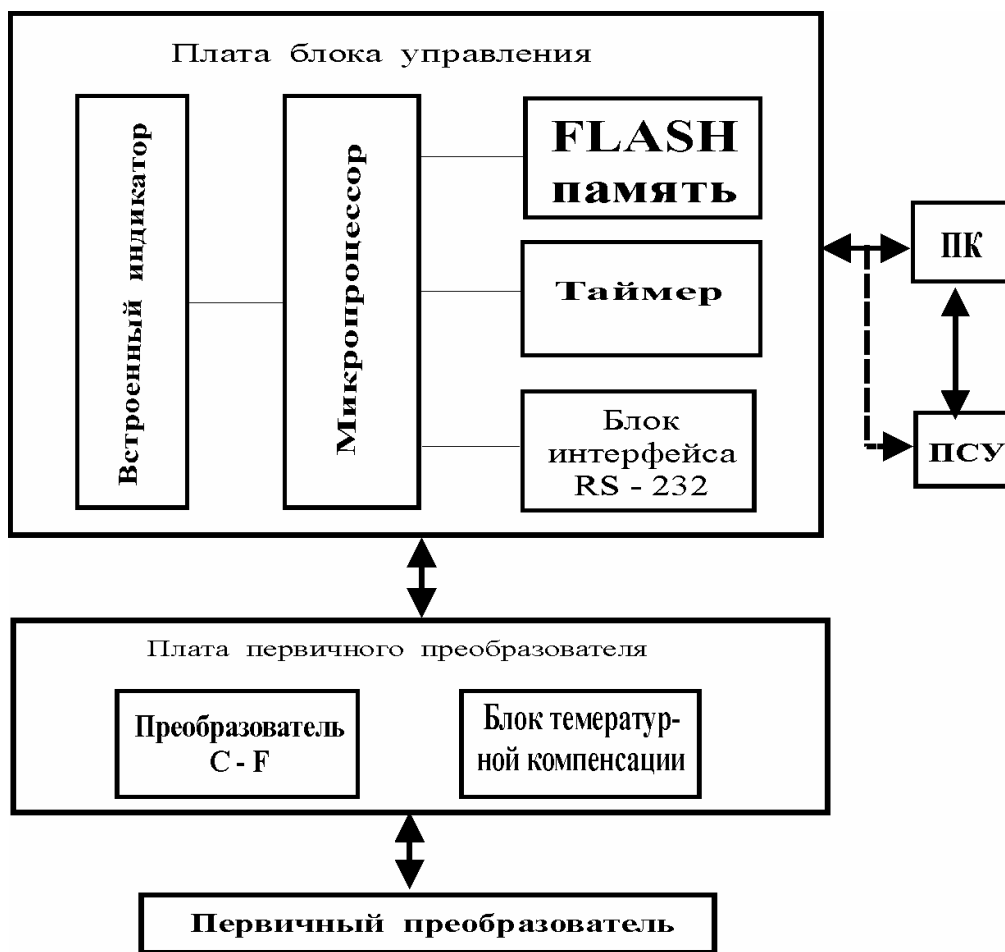 Плата блока управления
Встроенный индикатор
Микропроцессор
FLASH
память
Таймер
Блок
интерфейса
RS - 232
ПК
ПСУ
Плата первичного преобразователя
Преобразователь
C - F
Блок темератур-
ной компенсации
Первичный преобразователь